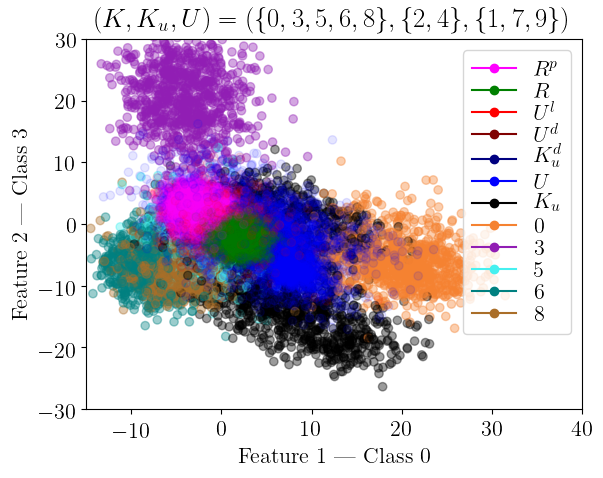 (K, K_u, U) = ({0, 3, 5, 6, 8}, {2, 4}, {1, 7, 9})
30
20
10
0
−10
−20
−30
Feature 2 — Class 3
−10
0
10
20
30
40
Feature 1 — Class 0
R^p
R
U^l
U^d
K_u^d
U
K_u
0
3
5
6
8